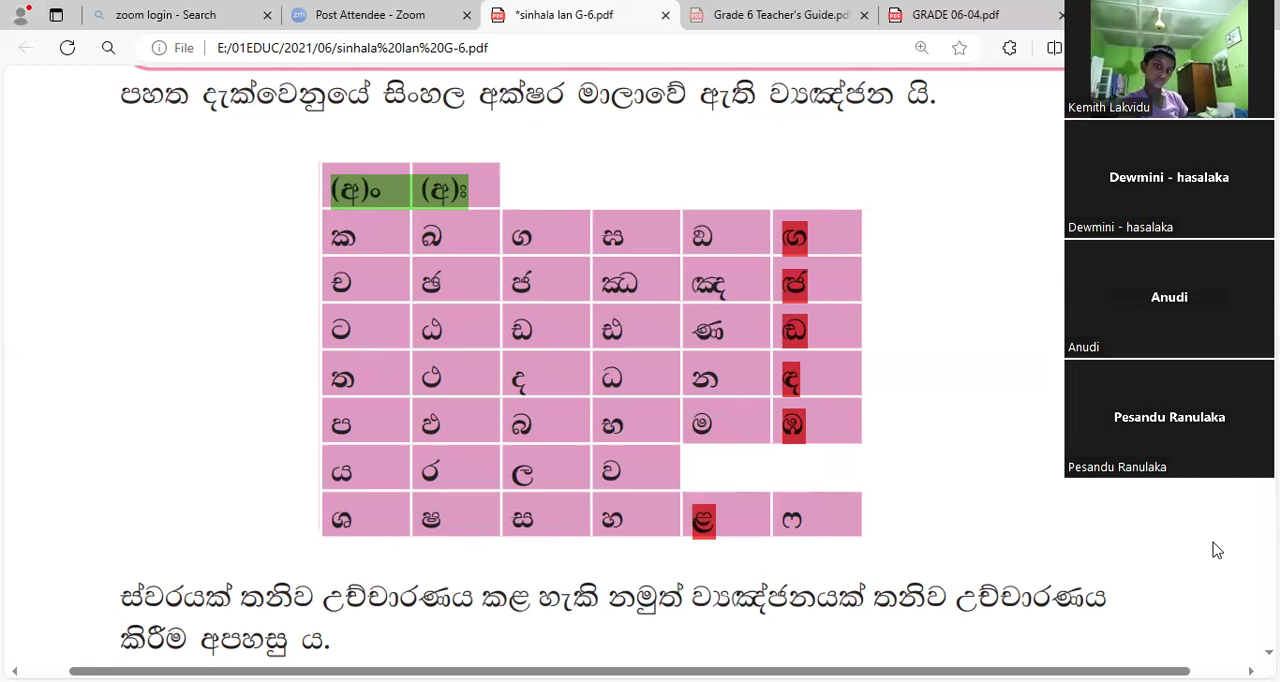 zoom login - Search
Post Attendee - Zoom
*sinhala lan G-6.pdf
Grade 6 Teacher's Guide.pdf
GRADE 06-04.pdf
File
E:/01EDUC/2021/06/sinhala%20lan%20G-6.pdf
පහත දැක්වෙනුයේ සිංහල අක්ෂර මාලාවේ ඇති ව්‍යඤ්ජන යි.
(අ)ං (අ)ඃ
ක ඛ ග ඝ ඞ ඟ
ච ඡ ජ ඣ ඤ ඦ
ට ඨ ඩ ඪ ණ ඬ
ත ථ ද ධ න ඳ
ප ඵ බ භ ම ඹ
ය ර ල ව
ශ ෂ ස හ ළ ෆ
ස්වරයක් තනිව උච්චාරණය කළ හැකි නමුත් ව්‍යඤ්ජනයක් තනිව උච්චාරණය
කිරීම අපහසු ය.
Kemith Lakvidu
Dewmini - hasalaka
Dewmini - hasalaka
Anudi
Anudi
Pesandu Ranulaka
Pesandu Ranulaka